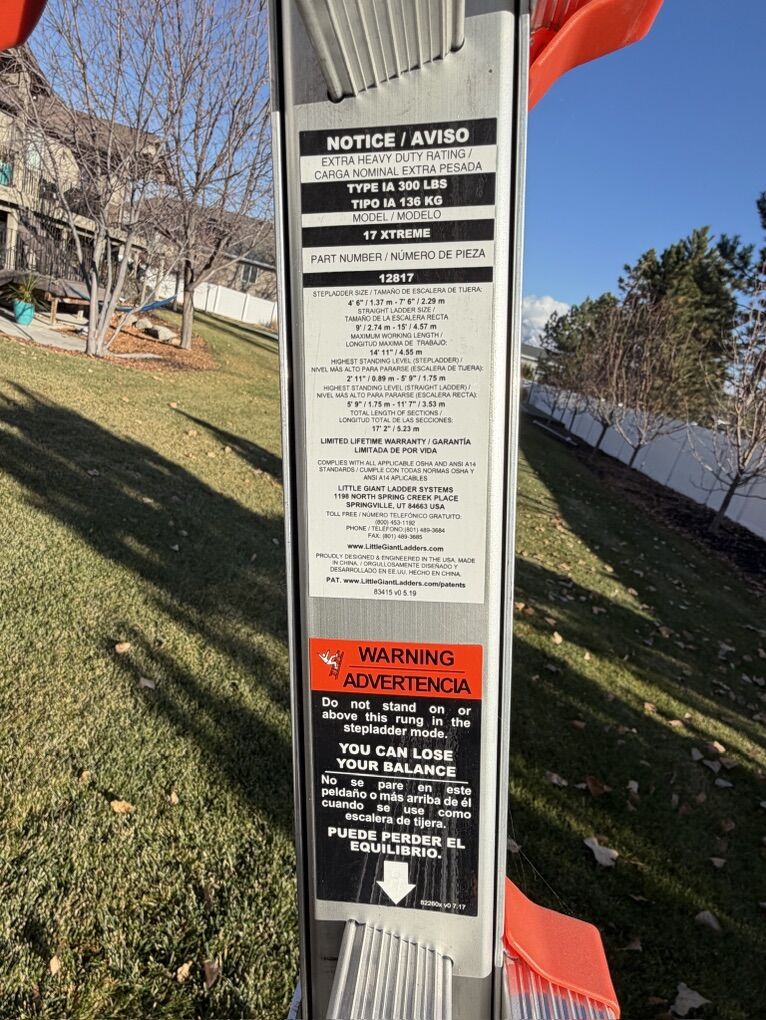 NOTICE / AVISO
EXTRA HEAVY DUTY RATING /
CARGA NOMINAL EXTRA PESADA
TYPE IA 300 LBS
TIPO IA 136 KG
MODEL / MODELO
17 XTREME
PART NUMBER / NÚMERO DE PIEZA
12817
STEPLADDER SIZE / TAMAÑO DE ESCALERA DE TIJERA:
4' 6" / 1.37 m - 7' 6" / 2.29 m
STRAIGHT LADDER SIZE /
TAMAÑO DE LA ESCALERA RECTA
9' / 2.74 m - 15' / 4.57 m
MAXIMUM WORKING LENGTH /
LONGITUD MAXIMA DE TRABAJO:
14' 11" / 4.55 m
HIGHEST STANDING LEVEL (STEPLADDER) /
NIVEL MÁS ALTO PARA PARARSE (ESCALERA DE TIJERA):
2' 11" / 0.89 m - 5' 9" / 1.75 m
HIGHEST STANDING LEVEL (STRAIGHT LADDER) /
NIVEL MÁS ALTO PARA PARARSE (ESCALERA RECTA):
5' 9" / 1.75 m - 11' 7" / 3.53 m
TOTAL LENGTH OF SECTIONS /
LONGITUD TOTAL DE LAS SECCIONES:
17' 2" / 5.23 m
LIMITED LIFETIME WARRANTY / GARANTÍA
LIMITADA DE POR VIDA
COMPLIES WITH ALL APPLICABLE OSHA AND ANSI A14
STANDARDS / CUMPLE CON TODAS NORMAS OSHA Y
ANSI A14 APLICABLES
LITTLE GIANT LADDER SYSTEMS
1198 NORTH SPRING CREEK PLACE
SPRINGVILLE, UT 84663 USA
TOLL FREE / NÚMERO TELEFÓNICO GRATUITO:
(800) 453-1192
PHONE / TELÉFONO:(801) 489-3684
FAX: (801) 489-3685
www.LittleGiantLadders.com
PROUDLY DESIGNED & ENGINEERED IN THE USA, MADE
IN CHINA. / ORGULLOSAMENTE DISEÑADO Y
DESARROLLADO EN EE.UU, HECHO EN CHINA.
PAT. www.LittleGiantLadders.com/patents
83415 v0 5.19
WARNING
ADVERTENCIA
Do not stand on or
above this rung in the
stepladder mode.
YOU CAN LOSE
YOUR BALANCE
No se pare en este
peldaño o más arriba de él
cuando se use como
escalera de tijera.
PUEDE PERDER EL
EQUILIBRIO.
82260x v0 7.17